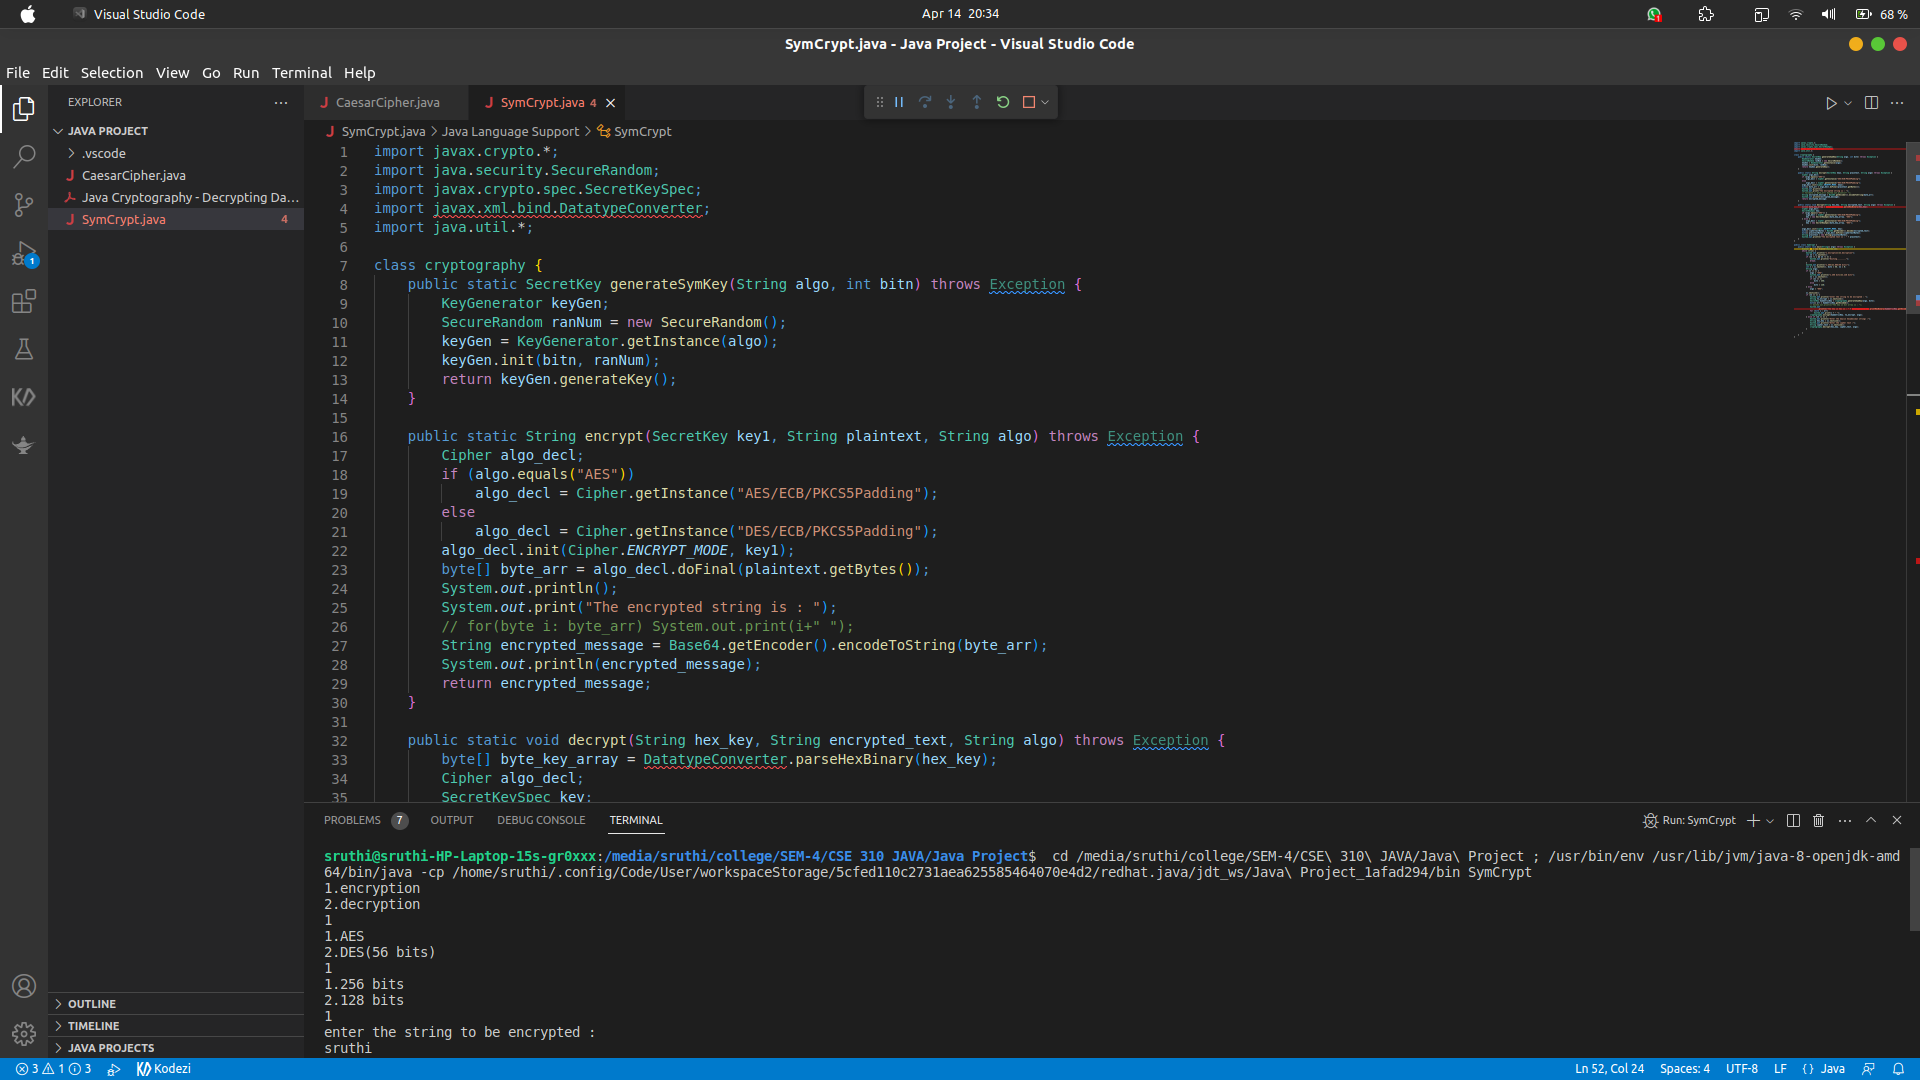 Visual Studio Code
Apr 14 20:34
1
68 %
SymCrypt.java - Java Project - Visual Studio Code
File Edit Selection View Go Run Terminal Help
EXPLORER
JAVA PROJECT
.vscode
CaesarCipher.java
Java Cryptography - Decrypting Da...
SymCrypt.java 4
1
OUTLINE
TIMELINE
JAVA PROJECTS
CaesarCipher.java
SymCrypt.java 4
SymCrypt.java > Java Language Support > SymCrypt
1 import javax.crypto.*;
2 import java.security.SecureRandom;
3 import javax.crypto.spec.SecretKeySpec;
4 import javax.xml.bind.DatatypeConverter;
5 import java.util.*;
6
7 class cryptography {
8 public static SecretKey generateSymKey(String algo, int bitn) throws Exception {
9 KeyGenerator keyGen;
10 SecureRandom ranNum = new SecureRandom();
11 keyGen = KeyGenerator.getInstance(algo);
12 keyGen.init(bitn, ranNum);
13 return keyGen.generateKey();
14 }
15
16 public static String encrypt(SecretKey key1, String plaintext, String algo) throws Exception {
17 Cipher algo_decl;
18 if (algo.equals("AES"))
19 algo_decl = Cipher.getInstance("AES/ECB/PKCS5Padding");
20 else
21 algo_decl = Cipher.getInstance("DES/ECB/PKCS5Padding");
22 algo_decl.init(Cipher.ENCRYPT_MODE, key1);
23 byte[] byte_arr = algo_decl.doFinal(plaintext.getBytes());
24 System.out.println();
25 System.out.print("The encrypted string is : ");
26 // for(byte i: byte_arr) System.out.print(i+" ");
27 String encrypted_message = Base64.getEncoder().encodeToString(byte_arr);
28 System.out.println(encrypted_message);
29 return encrypted_message;
30 }
31
32 public static void decrypt(String hex_key, String encrypted_text, String algo) throws Exception {
33 byte[] byte_key_array = DatatypeConverter.parseHexBinary(hex_key);
34 Cipher algo_decl;
35 SecretKeySpec key;
PROBLEMS 7 OUTPUT DEBUG CONSOLE TERMINAL
Run: SymCrypt
sruthi@sruthi-HP-Laptop-15s-gr0xxx:/media/sruthi/college/SEM-4/CSE 310 JAVA/Java Project$ cd /media/sruthi/college/SEM-4/CSE\ 310\ JAVA/Java\ Project ; /usr/bin/env /usr/lib/jvm/java-8-openjdk-amd
64/bin/java -cp /home/sruthi/.config/Code/User/workspaceStorage/5cfed110c2731aea625585464070e4d2/redhat.java/jdt_ws/Java\ Project_1afad294/bin SymCrypt
1.encryption
2.decryption
1
1.AES
2.DES(56 bits)
1
1.256 bits
2.128 bits
1
enter the string to be encrypted :
sruthi
3 1 3 Kodezi
Ln 52, Col 24 Spaces: 4 UTF-8 LF {} Java